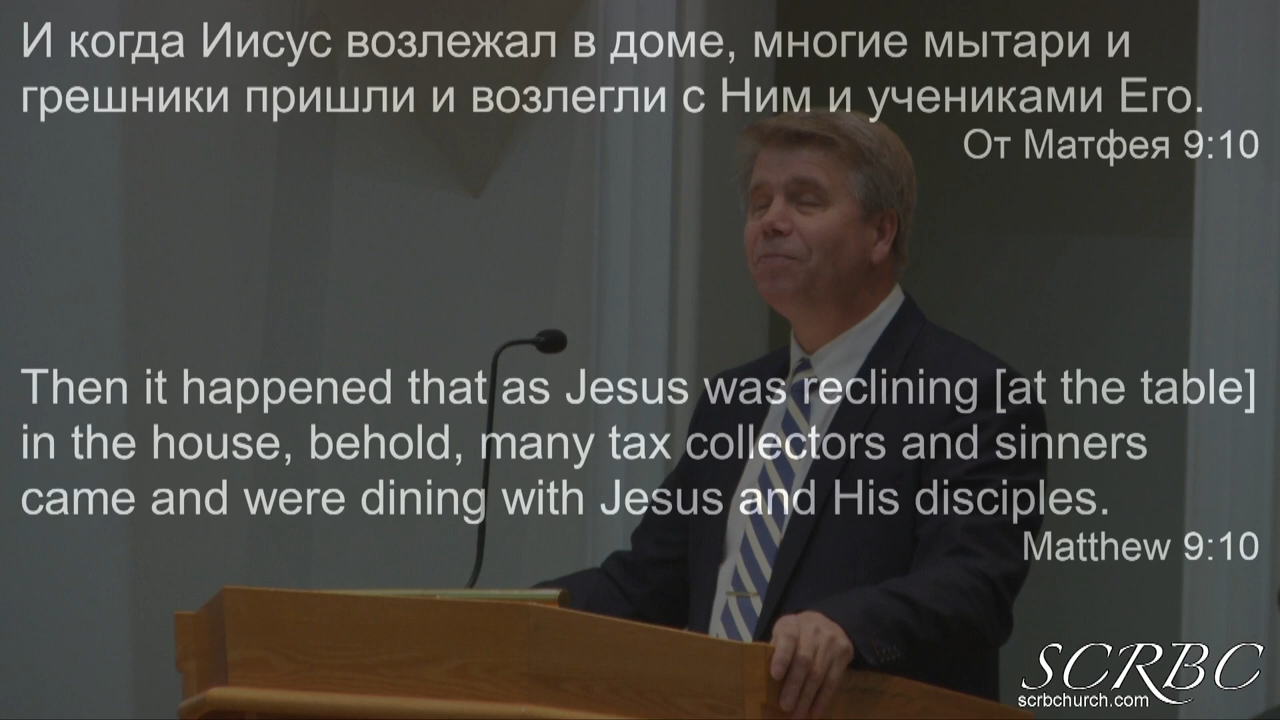 И когда Иисус возлежал в доме, многие мытари и
грешники пришли и возлегли с Ним и учениками Его.
От Матфея 9:10
Then it happened that as Jesus was reclining [at the table]
in the house, behold, many tax collectors and sinners
came and were dining with Jesus and His disciples.
Matthew 9:10
SCRBC
scrbchurch.com